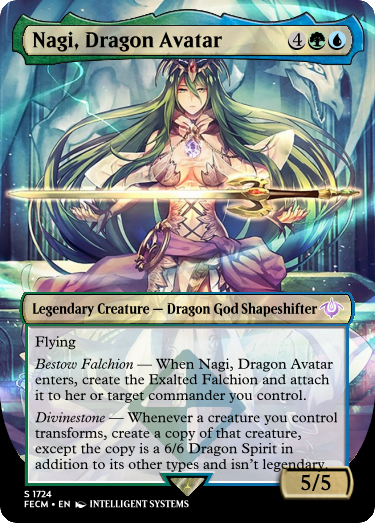 Nagi, Dragon Avatar 4
Legendary Creature — Dragon God Shapeshifter
Flying
Bestow Falchion — When Nagi, Dragon Avatar
enters, create the Exalted Falchion and attach
it to her or target commander you control.
Divinestone — Whenever a creature you control
transforms, create a copy of that creature,
except the copy is a 6/6 Dragon Spirit in
addition to its other types and isn't legendary.
5/5
S 1724
FECM • EN INTELLIGENT SYSTEMS